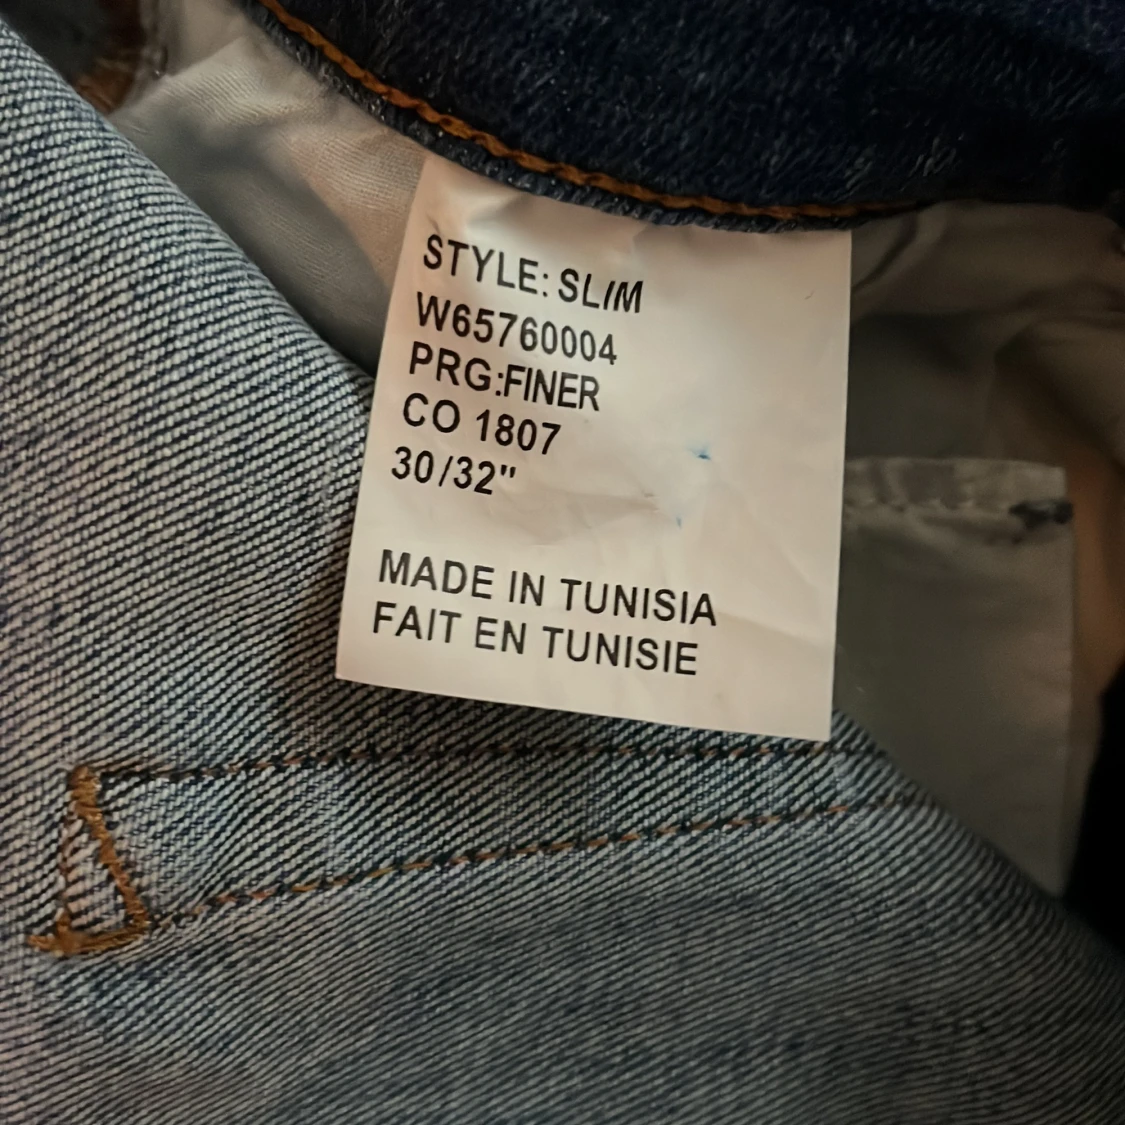 STYLE: SLIM
W65760004
PRG:FINER
CO 1807
30/32"
MADE IN TUNISIA
FAIT EN TUNISIE